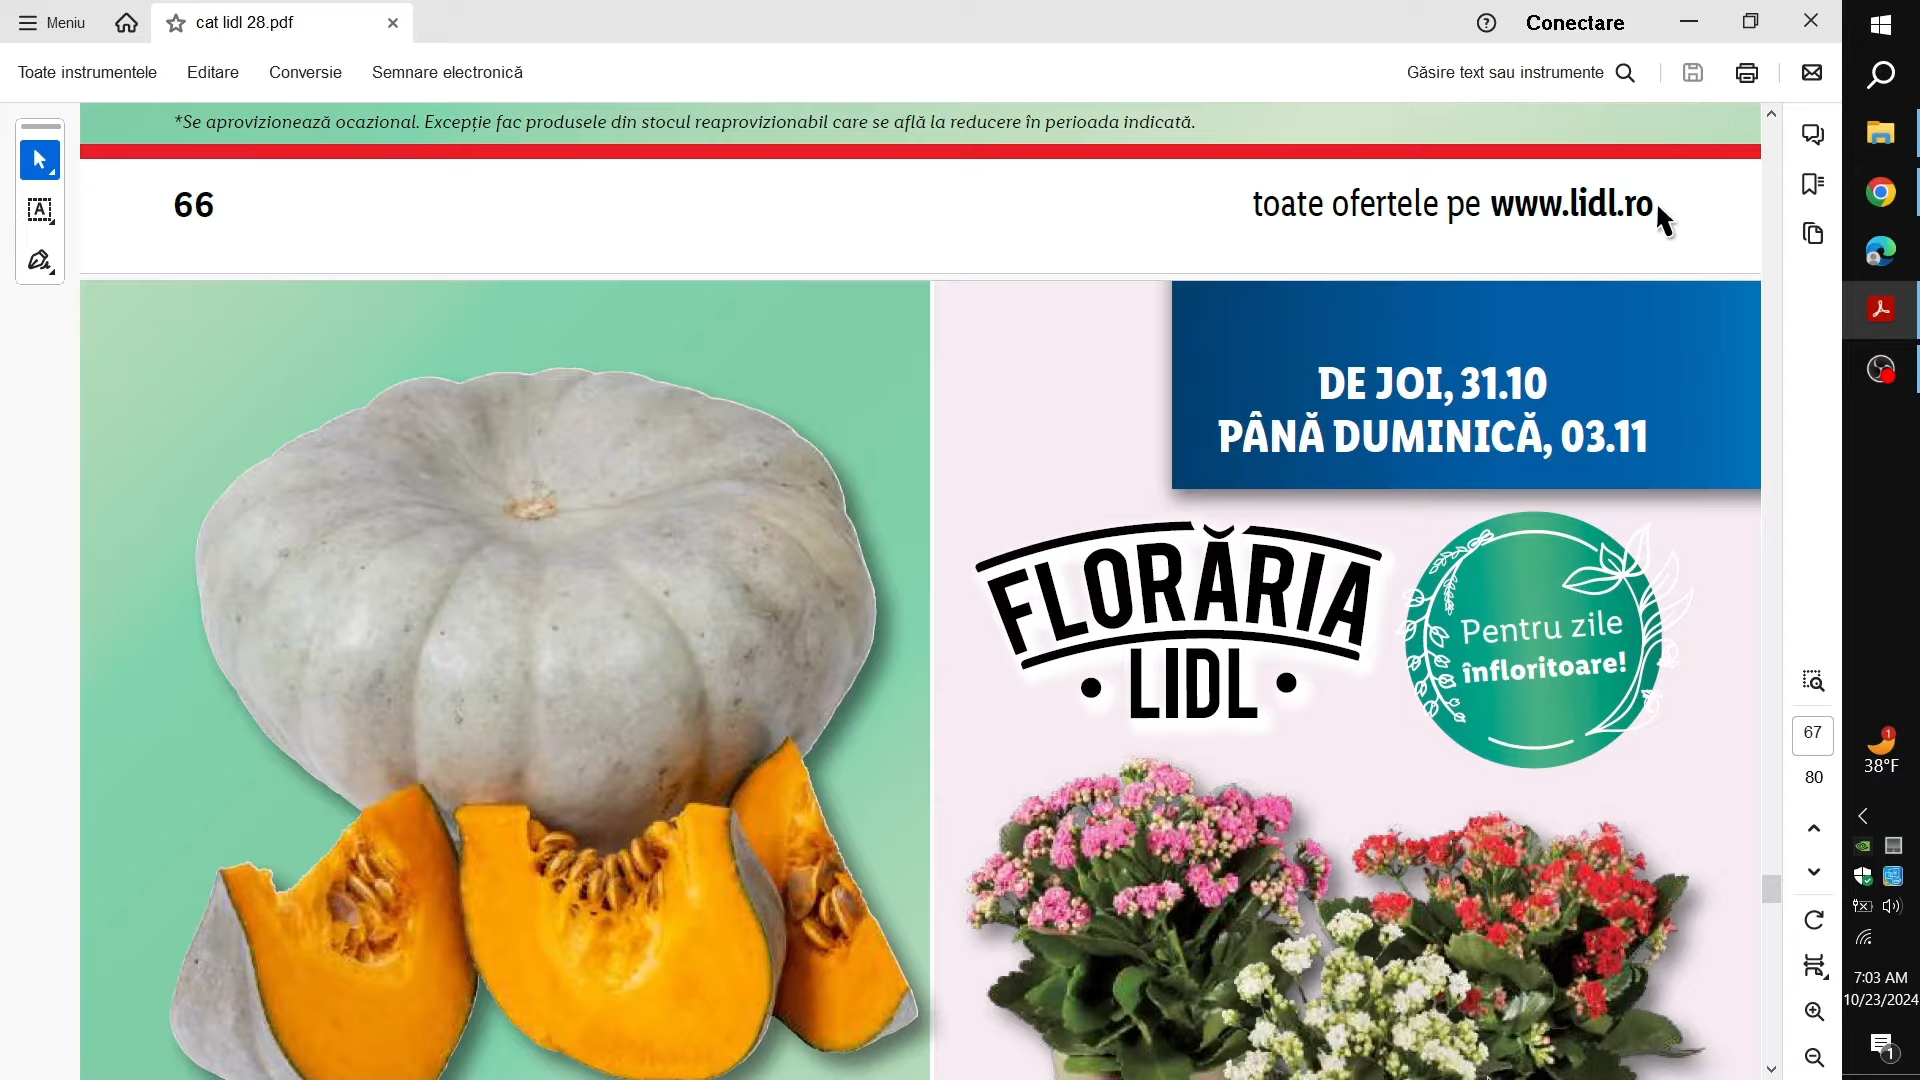 Meniu
cat lidl 28.pdf
Conectare
Toate instrumentele
Editare
Conversie
Semnare electronică
Găsire text sau instrumente
*Se aprovizionează ocazional. Excepție fac produsele din stocul reaprovizionabil care se află la reducere în perioada indicată.
66
toate ofertele pe www.lidl.ro
DE JOI, 31.10
PÂNĂ DUMINICĂ, 03.11
FLORĂRIA
• LIDL •
Pentru zile
înfloritoare!
67
80
1
38°F
7:03 AM
10/23/2024
1